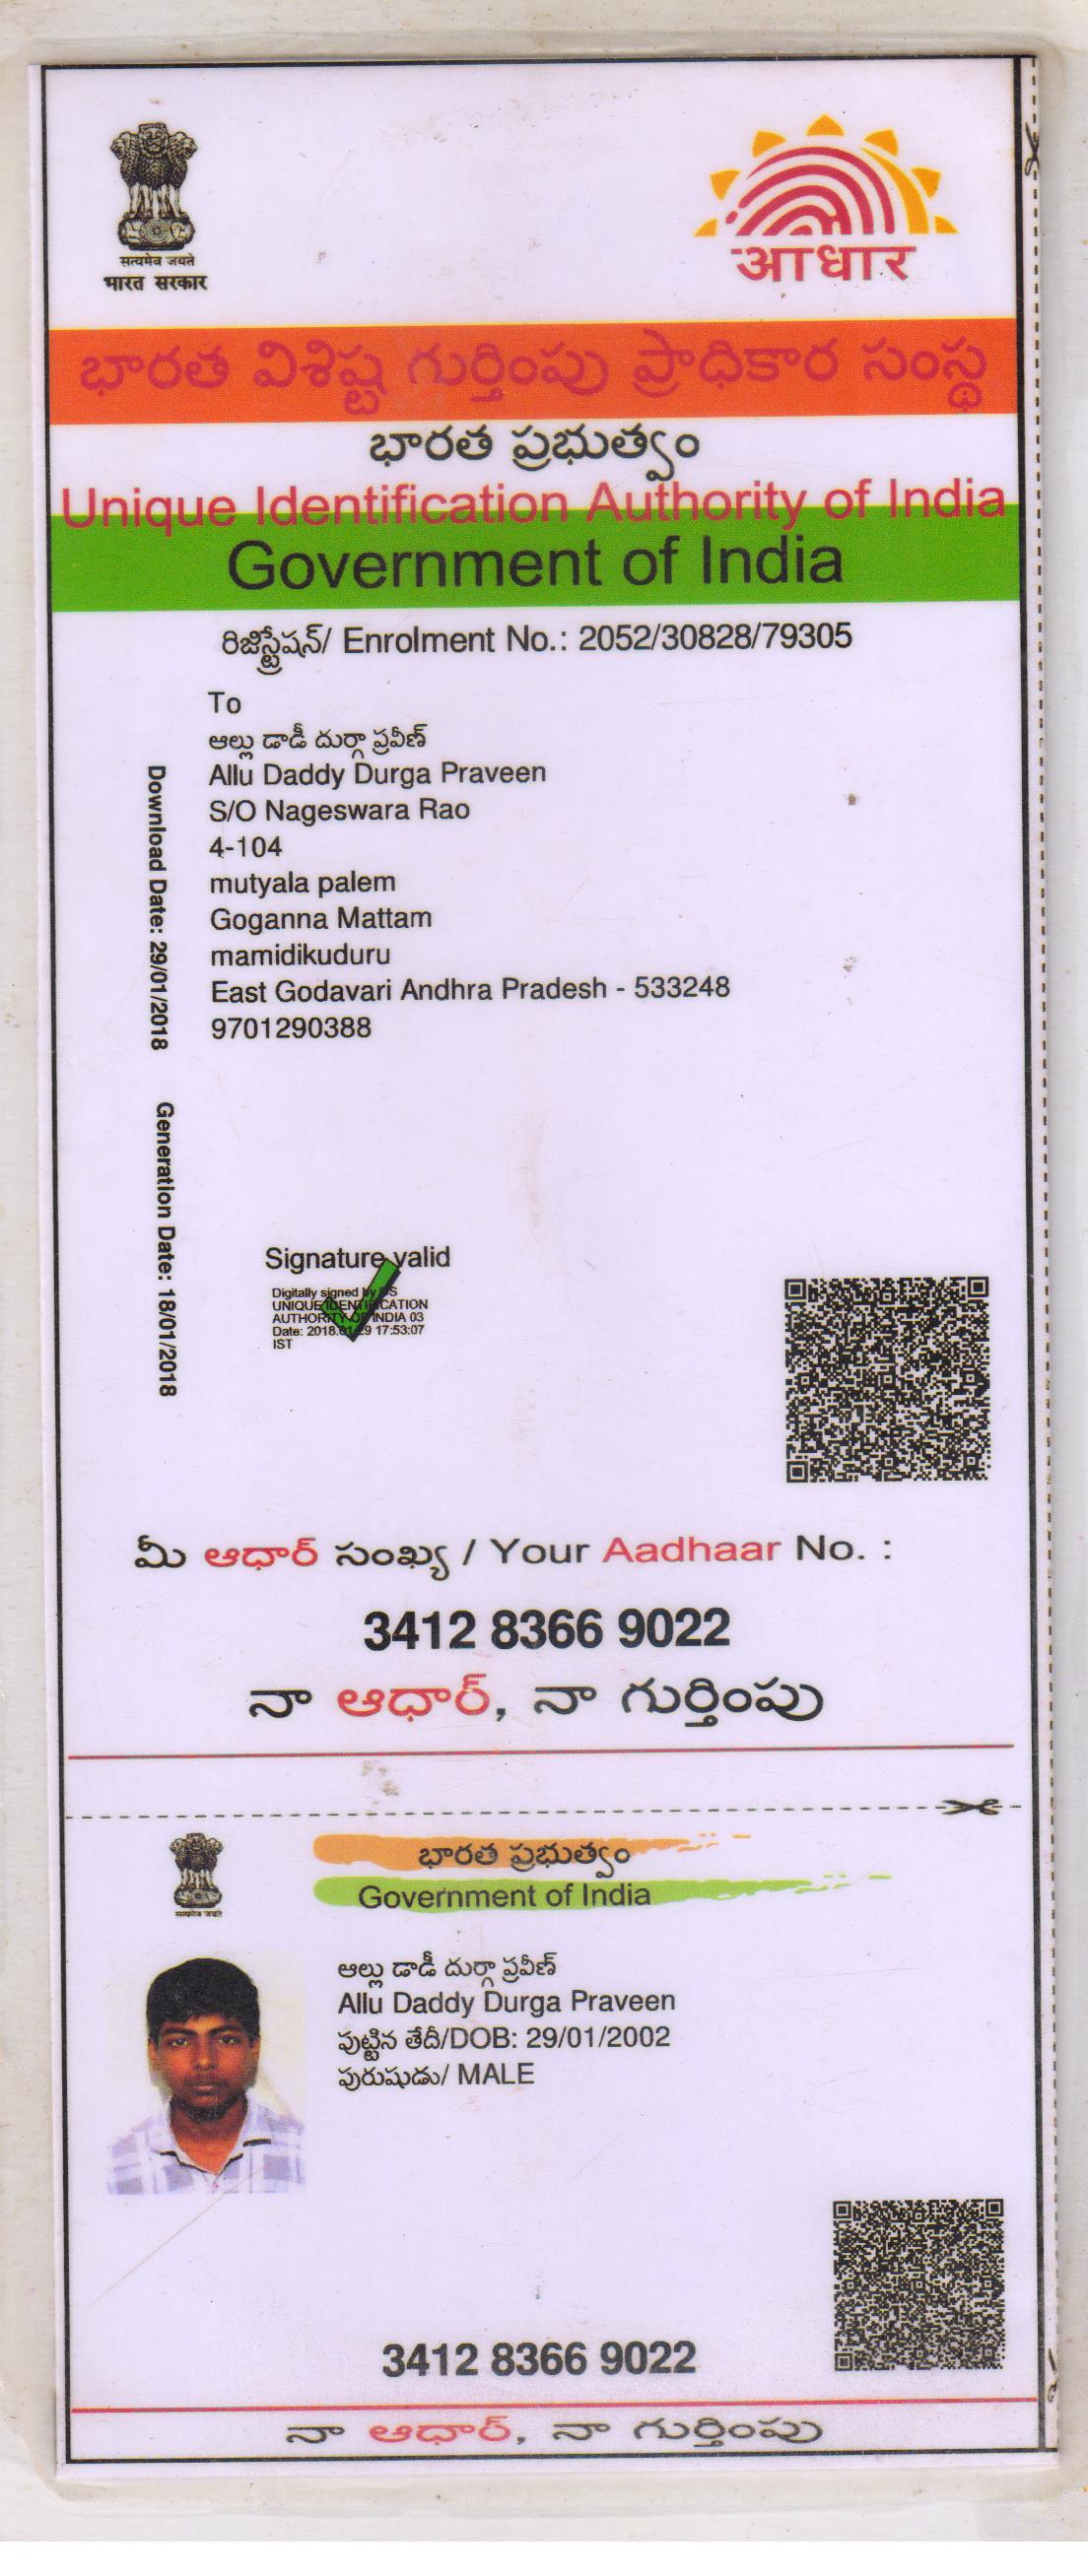 सत्यमेव जयते
भारत सरकार
आधार
భారత విశిష్ట గుర్తింపు ప్రాధికార సంస్థ
భారత ప్రభుత్వం
Unique Identification Authority of India
Government of India
రిజిస్ట్రేషన్/ Enrolment No.: 2052/30828/79305
To
ఆల్లు డాడీ దుర్గా ప్రవీణ్
Allu Daddy Durga Praveen
S/O Nageswara Rao
4-104
mutyala palem
Goganna Mattam
mamidikuduru
East Godavari Andhra Pradesh - 533248
9701290388
Download Date: 29/01/2018
Generation Date: 18/01/2018
Signature valid
Digitally signed by
UNIQUE IDENTIFICATION
AUTHORITY OF INDIA 03
Date: 2018.01.29 17:53:07
IST
మీ ఆధార్ సంఖ్య / Your Aadhaar No. :
3412 8366 9022
నా ఆధార్, నా గుర్తింపు
सत्यमेव जयते
భారత ప్రభుత్వం
Government of India
ఆల్లు డాడీ దుర్గా ప్రవీణ్
Allu Daddy Durga Praveen
పుట్టిన తేదీ/DOB: 29/01/2002
పురుషుడు/ MALE
3412 8366 9022
నా ఆధార్, నా గుర్తింపు